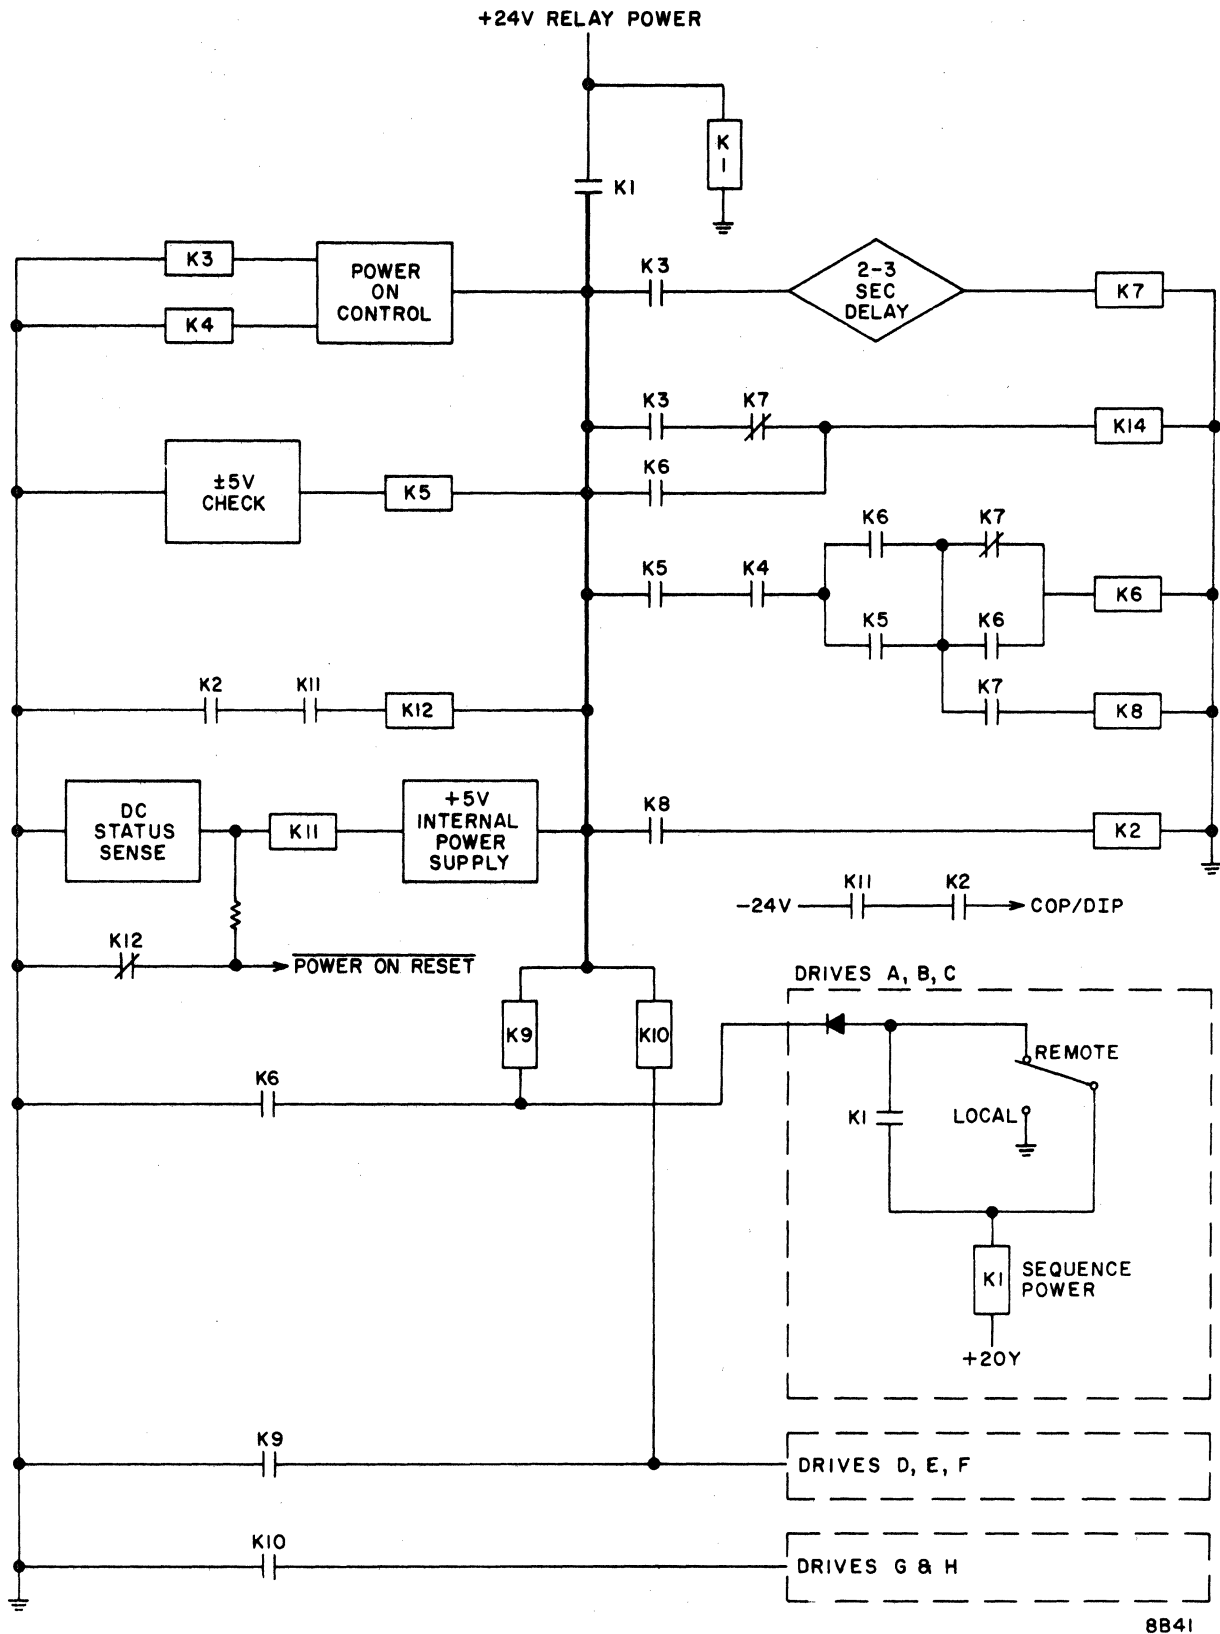 +24V RELAY POWER
K
1
K1
K3
POWER
ON
CONTROL
K4
K3
2-3
SEC
DELAY
K7
K3
K7
K14
±5V
CHECK
K5
K6
K6
K7
K5
K4
K6
K5
K6
K2
K11
K12
K7
K8
DC
STATUS
SENSE
K11
+5V
INTERNAL
POWER
SUPPLY
K8
K2
-24V
K11
K2
COP/DIP
K12
POWER ON RESET
K9
K10
DRIVES A, B, C
REMOTE
K6
K1
LOCAL
K1
SEQUENCE
POWER
+20Y
K9
DRIVES D, E, F
K10
DRIVES G & H
8B41